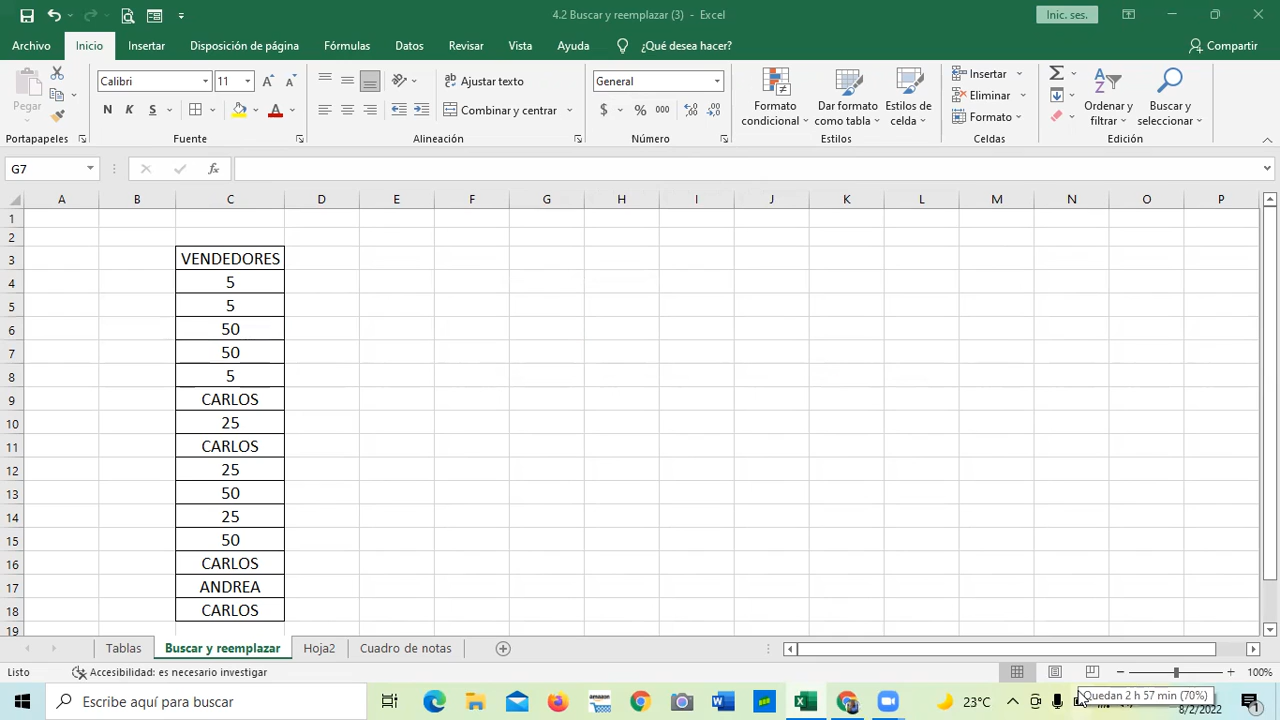 4.2 Buscar y reemplazar (3) - Excel
Inic. ses.
Archivo Inicio Insertar Disposición de página Fórmulas Datos Revisar Vista Ayuda ¿Qué desea hacer? Compartir
Pegar
Calibri 11
N K S
Ajustar texto
Combinar y centrar
General
$ % 000
Formato condicional
Dar formato como tabla
Estilos de celda
Insertar
Eliminar
Formato
Ordenar y filtrar
Buscar y seleccionar
Portapapeles Fuente Alineación Número Estilos Celdas Edición
G7 fx
A B C D E F G H I J K L M N O P
1
2
3 VENDEDORES
4 5
5 5
6 50
7 50
8 5
9 CARLOS
10 25
11 CARLOS
12 25
13 50
14 25
15 50
16 CARLOS
17 ANDREA
18 CARLOS
19
Tablas Buscar y reemplazar Hoja2 Cuadro de notas
Listo Accesibilidad: es necesario investigar 100%
Quedan 2 h 57 min (70%)
Escribe aquí para buscar
amazon
23°C
8/2/2022
1